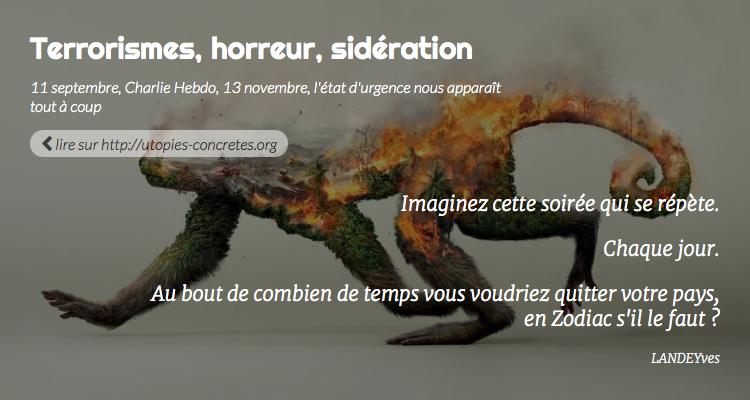 Terrorismes, horreur, sidération
11 septembre, Charlie Hebdo, 13 novembre, l'état d'urgence nous apparaît
tout à coup
lire sur http://utopies-concretes.org
Imaginez cette soirée qui se répète.
Chaque jour.
Au bout de combien de temps vous voudriez quitter votre pays,
en Zodiac s'il le faut ?
LANDEYves